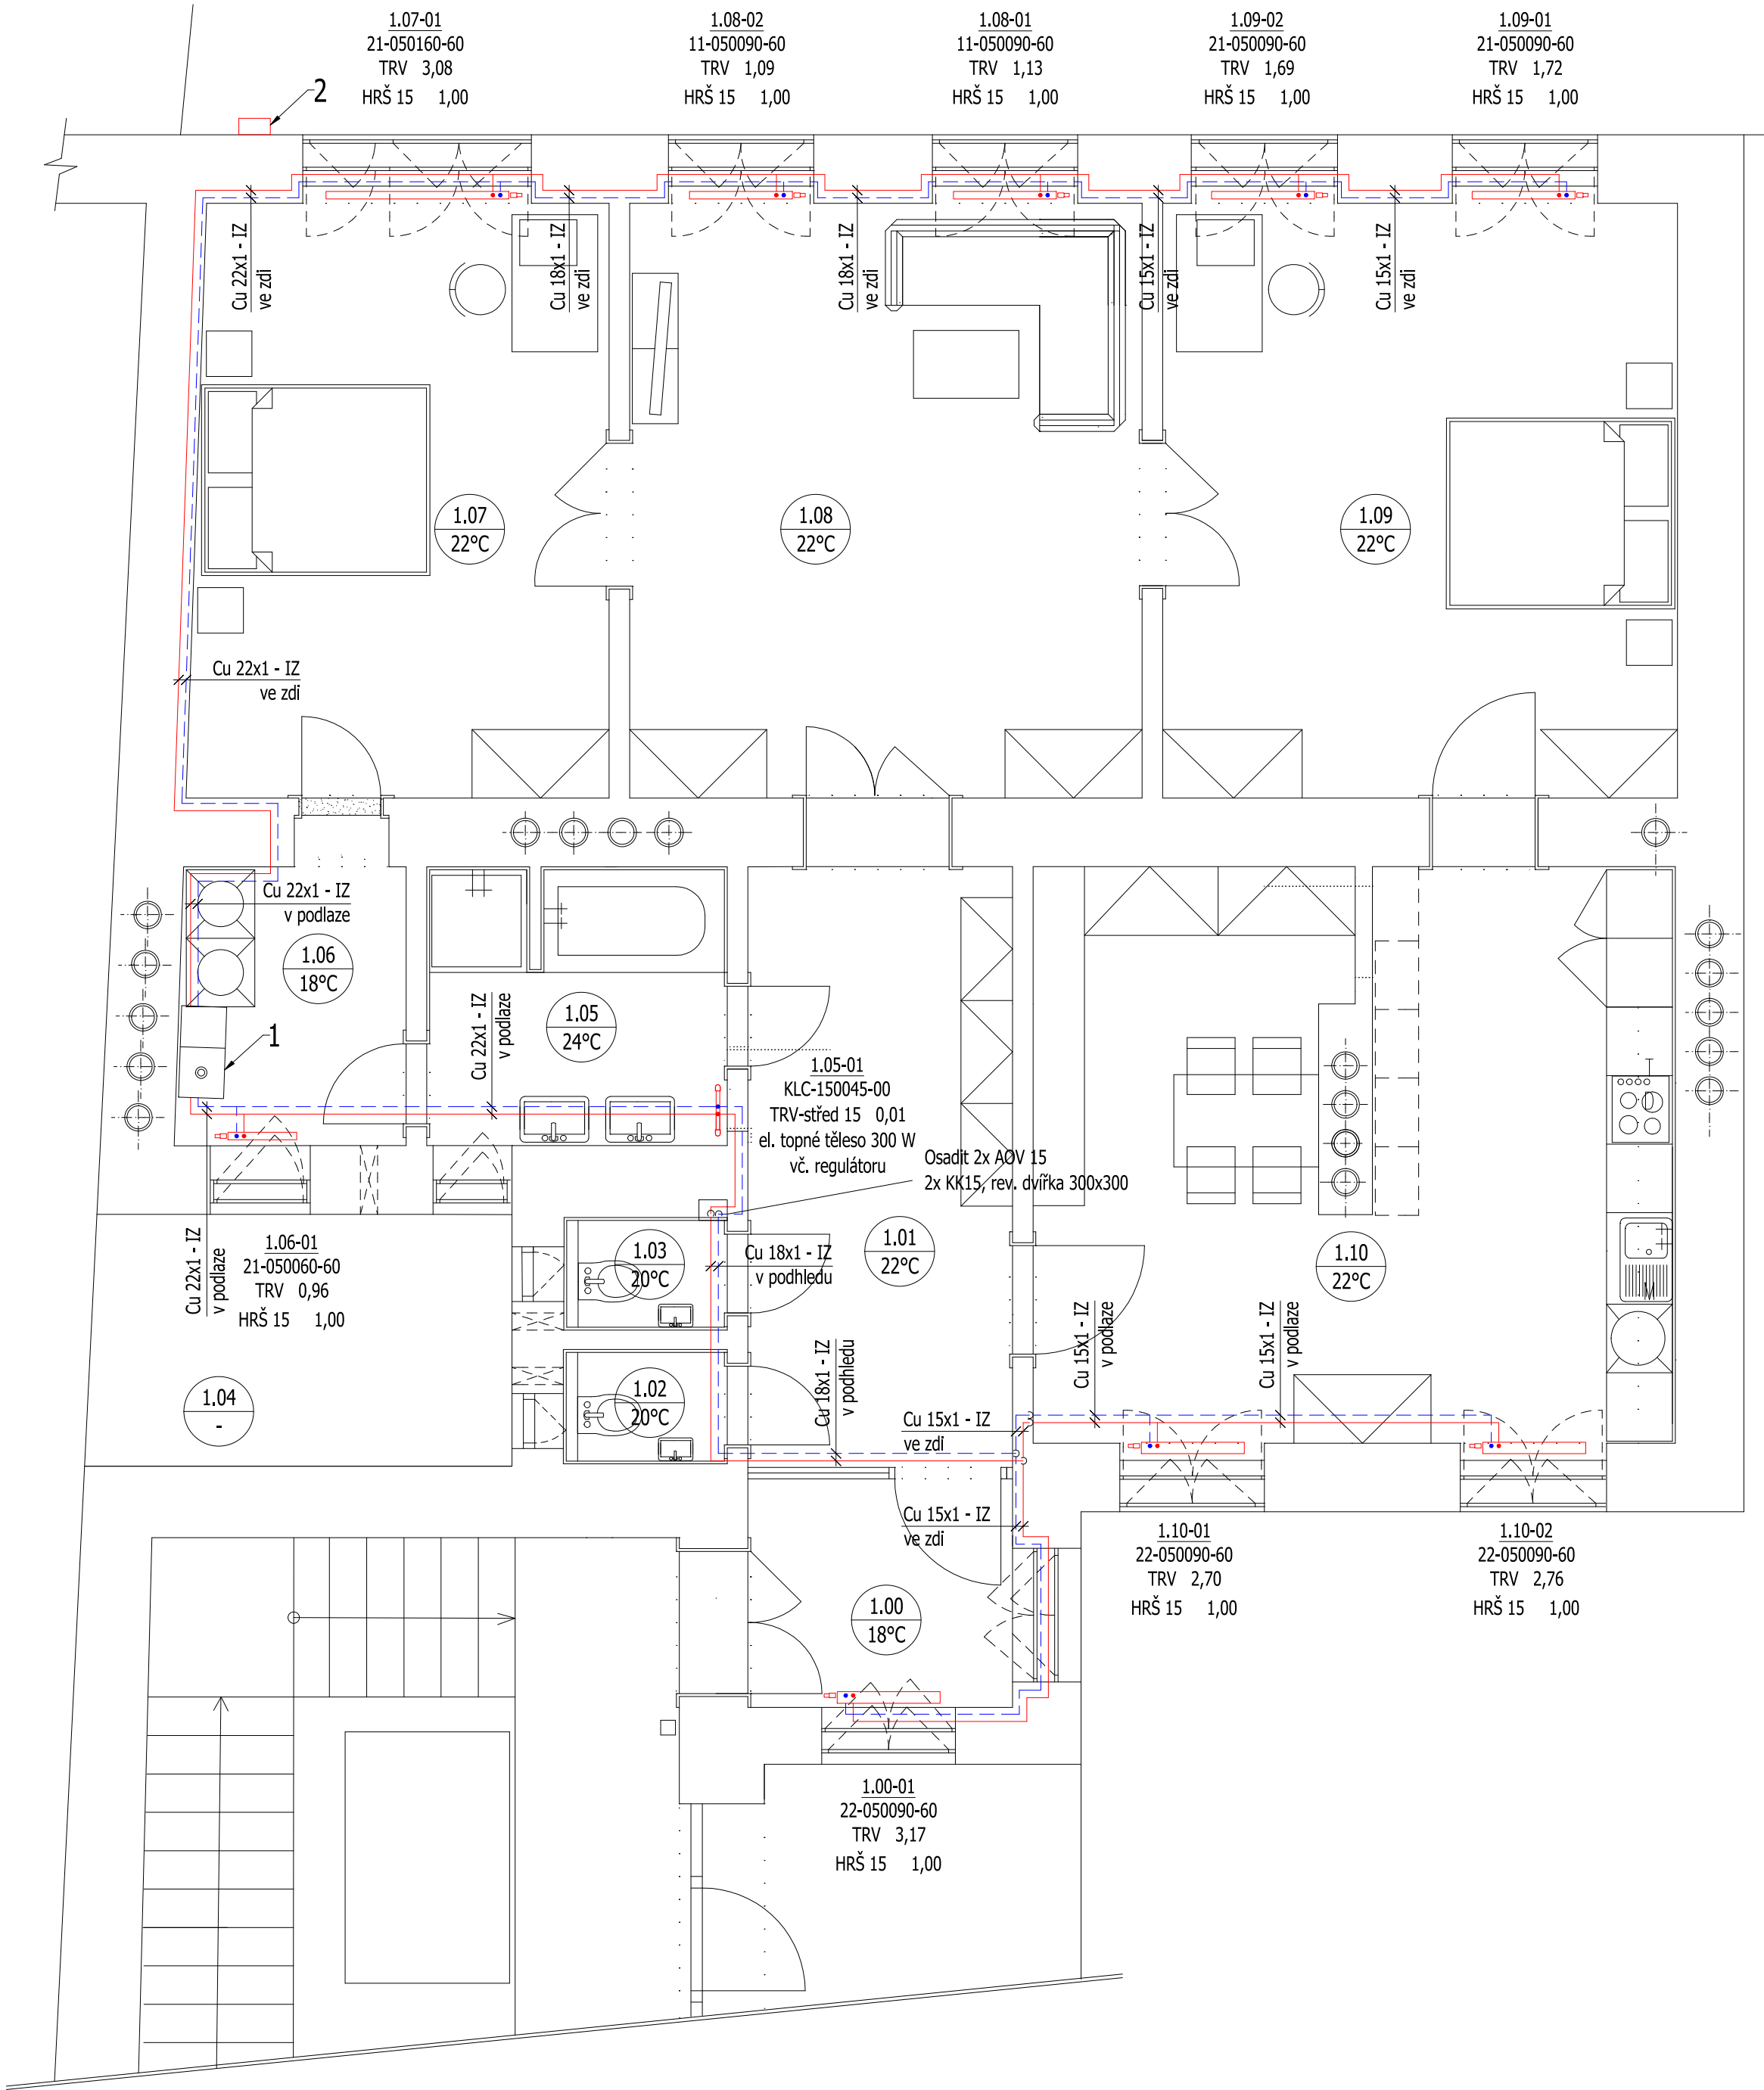 1.07-01
21-050160-60
TRV 3,08
HRŠ 15 1,00
1.08-02
11-050090-60
TRV 1,09
HRŠ 15 1,00
1.08-01
11-050090-60
TRV 1,13
HRŠ 15 1,00
1.09-02
21-050090-60
TRV 1,69
HRŠ 15 1,00
1.09-01
21-050090-60
TRV 1,72
HRŠ 15 1,00
2
Cu 22x1 - IZ
ve zdi
Cu 18x1 - IZ
ve zdi
Cu 18x1 - IZ
ve zdi
Cu 15x1 - IZ
ve zdi
Cu 15x1 - IZ
ve zdi
1.07
22°C
1.08
22°C
1.09
22°C
Cu 22x1 - IZ
ve zdi
Cu 22x1 - IZ
v podlaze
1.06
18°C
1
Cu 22x1 - IZ
v podlaze
1.05
24°C
1.05-01
KLC-150045-00
TRV-střed 15 0,01
el. topné těleso 300 W
vč. regulátoru
Osadit 2x AOV 15
2x KK15, rev. dvířka 300x300
Cu 22x1 - IZ
v podlaze
1.06-01
21-050060-60
TRV 0,96
HRŠ 15 1,00
1.03
20°C
Cu 18x1 - IZ
v podhledu
1.01
22°C
1.10
22°C
1.04
-
1.02
20°C
Cu 18x1 - IZ
v podhledu
Cu 15x1 - IZ
v podlaze
Cu 15x1 - IZ
v podlaze
Cu 15x1 - IZ
ve zdi
Cu 15x1 - IZ
ve zdi
1.10-01
22-050090-60
TRV 2,70
HRŠ 15 1,00
1.10-02
22-050090-60
TRV 2,76
HRŠ 15 1,00
1.00
18°C
1.00-01
22-050090-60
TRV 3,17
HRŠ 15 1,00